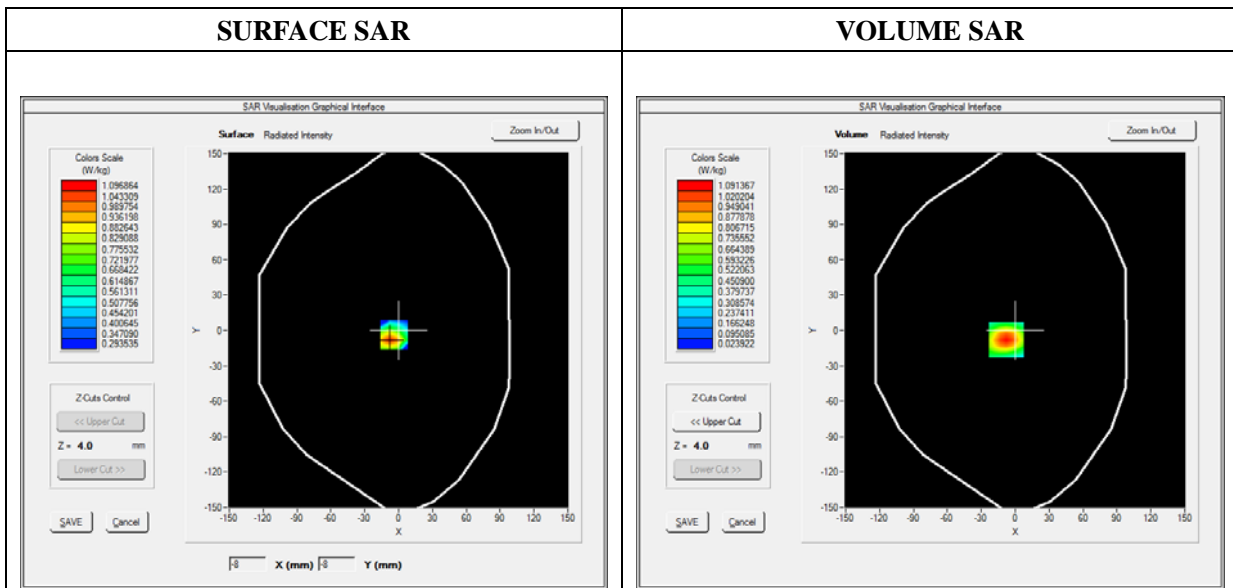 SURFACE SAR
VOLUME SAR
SAR Visualisation Graphical Interface
Surface Radiated Intensity
Zoom In/Out
Colors Scale
(W/kg)
1.096864
1.043309
0.989754
0.936198
0.882643
0.829088
0.775532
0.721977
0.668422
0.614867
0.561311
0.507756
0.454201
0.400645
0.347090
0.293535
Z-Cuts Control
<< Upper Cut
Z = 4.0 mm
Lower Cut >>
SAVE Cancel
150
120
90
60
30
0
-30
-60
-90
-120
-150
Y
-150 -120 -90 -60 -30 0 30 60 90 120 150
X
-8 X (mm) -8 Y (mm)
SAR Visualisation Graphical Interface
Volume Radiated Intensity
Zoom In/Out
Colors Scale
(W/kg)
1.091367
1.020204
0.949041
0.877878
0.806715
0.735552
0.664389
0.593226
0.522063
0.450900
0.379737
0.308574
0.237411
0.166248
0.095085
0.023922
Z-Cuts Control
<< Upper Cut
Z = 4.0 mm
Lower Cut >>
SAVE Cancel
150
120
90
60
30
0
-30
-60
-90
-120
-150
Y
-150 -120 -90 -60 -30 0 30 60 90 120 150
X